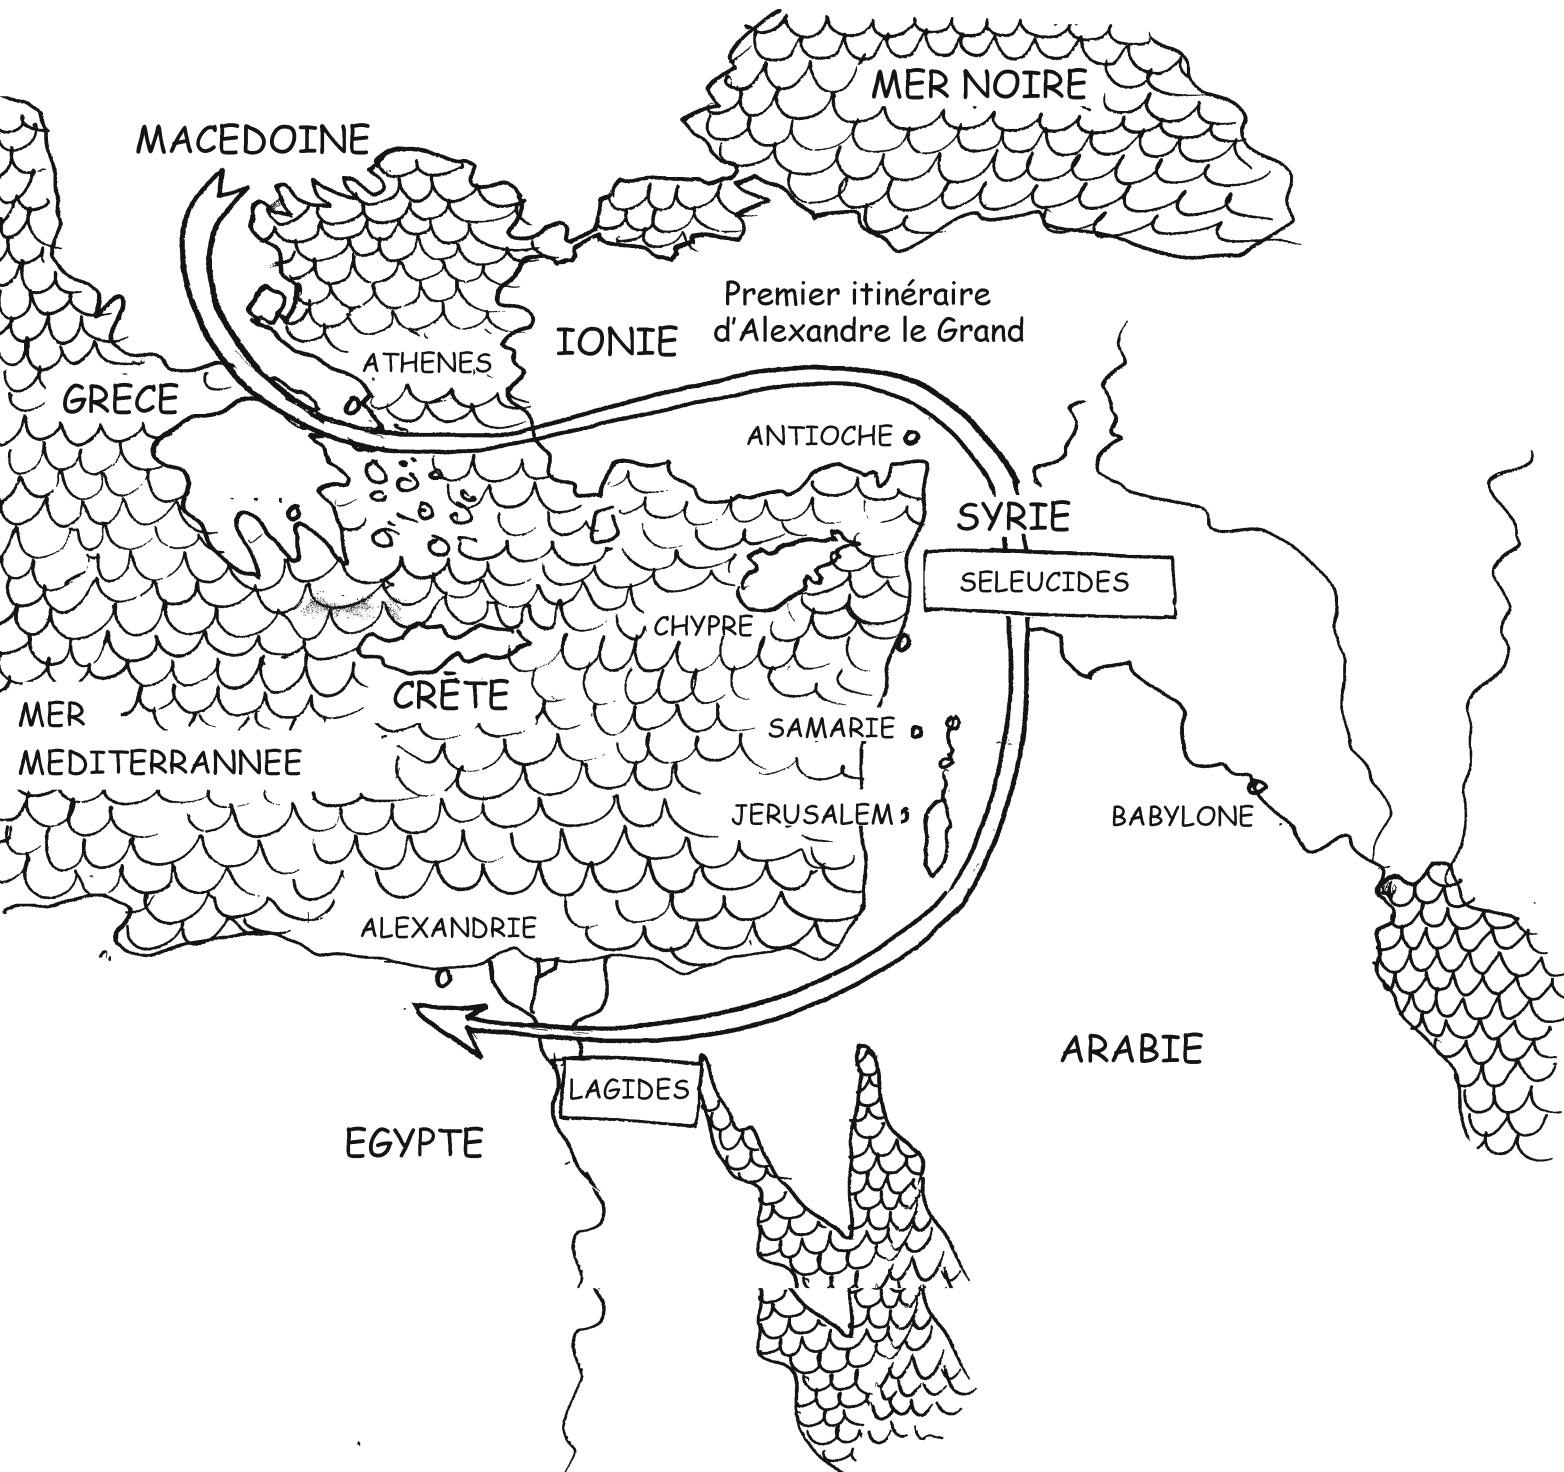 MER NOIRE
MACEDOINE
Premier itinéraire
d'Alexandre le Grand
IONIE
ATHENES
GRECE
ANTIOCHE
SYRIE
SELEUCIDES
CHYPRE
CRÊTE
MER
MEDITERRANNEE
SAMARIE
JERUSALEM
BABYLONE
ALEXANDRIE
ARABIE
LAGIDES
EGYPTE